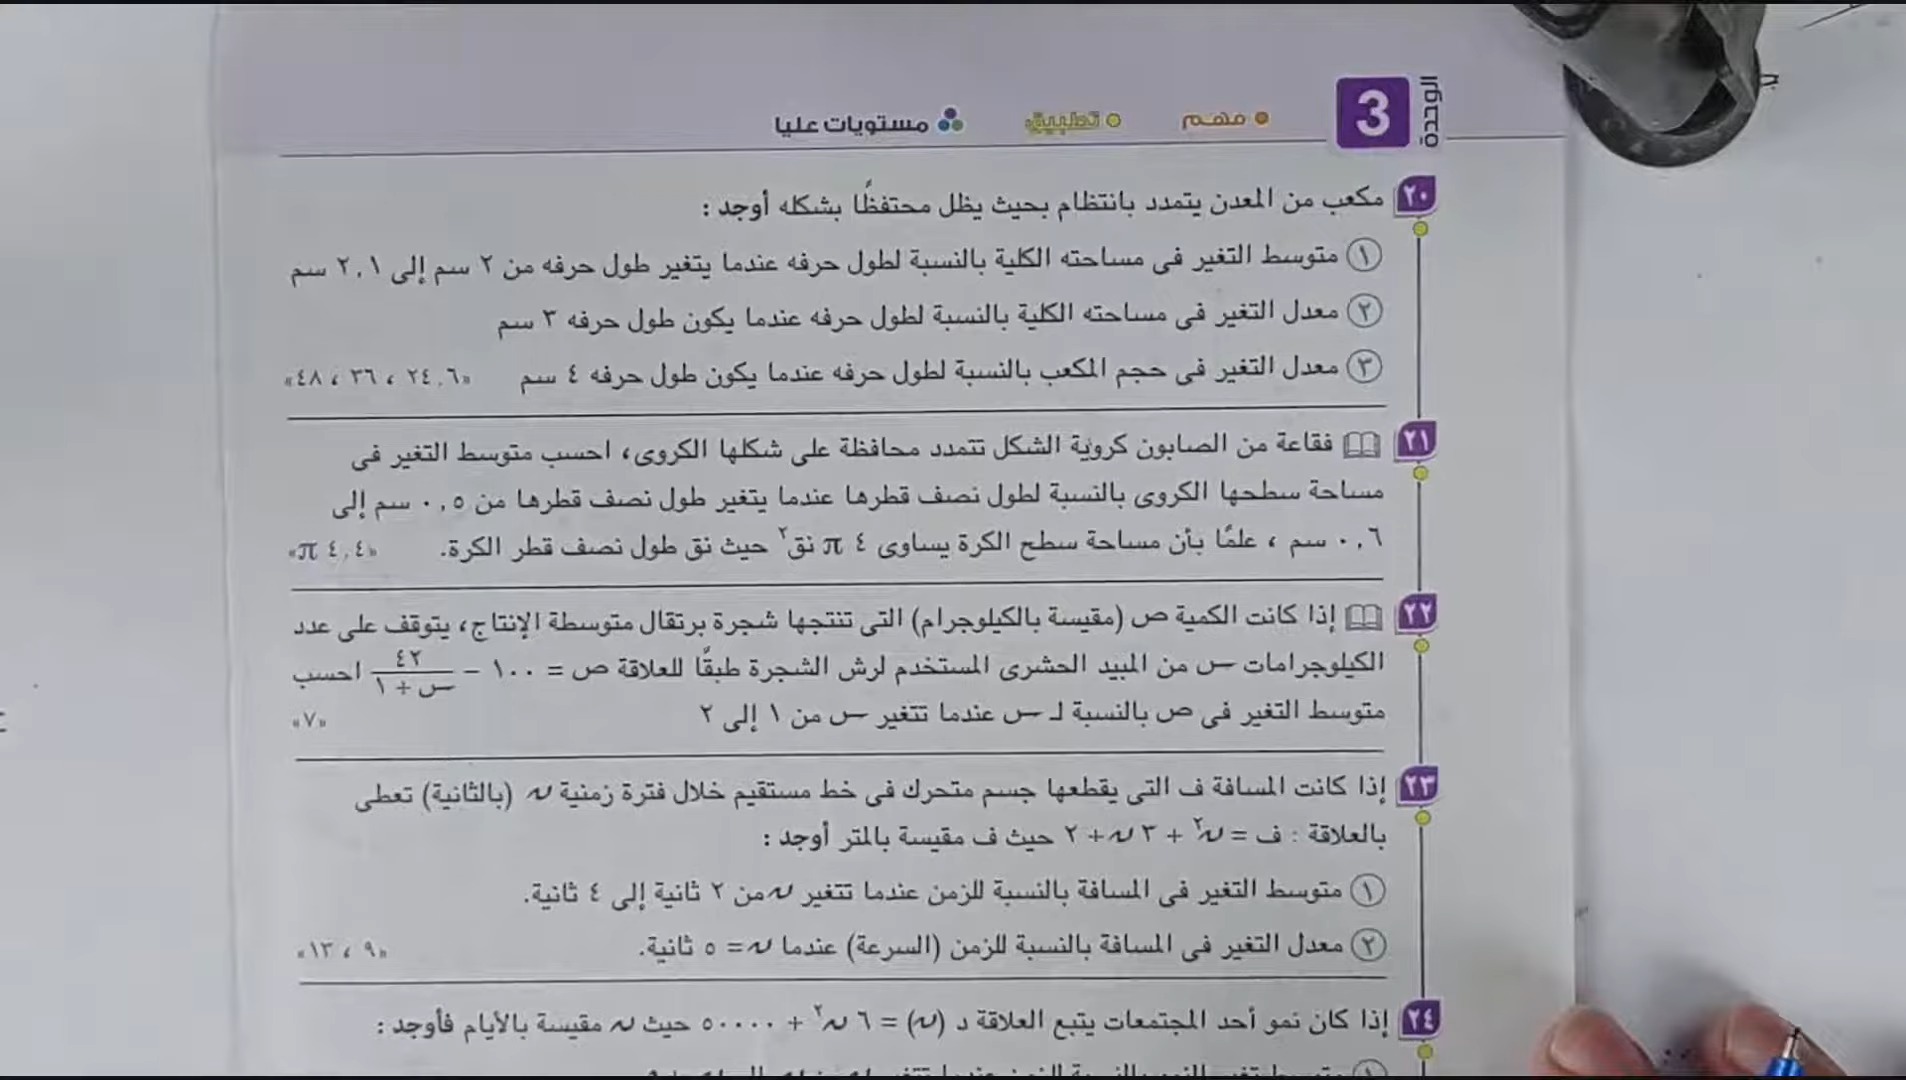 الوحدة 3
فهم تطبيق مستويات عليا
٢٠ مكعب من المعدن يتمدد بانتظام بحيث يظل محتفظًا بشكله أوجد :
١ متوسط التغير فى مساحته الكلية بالنسبة لطول حرفه عندما يتغير طول حرفه من ٢ سم إلى ٢,١ سم
٢ معدل التغير فى مساحته الكلية بالنسبة لطول حرفه عندما يكون طول حرفه ٣ سم
٣ معدل التغير فى حجم المكعب بالنسبة لطول حرفه عندما يكون طول حرفه ٤ سم «٢٤,٦ ، ٣٦ ، ٤٨»
٢١ فقاعة من الصابون كروية الشكل تتمدد محافظة على شكلها الكروى، احسب متوسط التغير فى
مساحة سطحها الكروى بالنسبة لطول نصف قطرها عندما يتغير طول نصف قطرها من ٠,٥ سم إلى
٠,٦ سم ، علمًا بأن مساحة سطح الكرة يساوى ٤ π نق٢ حيث نق طول نصف قطر الكرة. «٤,٤ π»
٢٢ إذا كانت الكمية ص (مقيسة بالكيلوجرام) التى تنتجها شجرة برتقال متوسطة الإنتاج، يتوقف على عدد
الكيلوجرامات س من المبيد الحشرى المستخدم لرش الشجرة طبقًا للعلاقة ص = ١٠٠ - ٤٢/(س + ١) احسب
متوسط التغير فى ص بالنسبة لـ س عندما تتغير س من ١ إلى ٢ «٧»
٢٣ إذا كانت المسافة ف التى يقطعها جسم متحرك فى خط مستقيم خلال فترة زمنية ن (بالثانية) تعطى
بالعلاقة : ف = ن٢ + ٣ ن + ٢ حيث ف مقيسة بالمتر أوجد :
١ متوسط التغير فى المسافة بالنسبة للزمن عندما تتغير ن من ٢ ثانية إلى ٤ ثانية.
٢ معدل التغير فى المسافة بالنسبة للزمن (السرعة) عندما ن = ٥ ثانية. «٩ ، ١٣»
٢٤ إذا كان نمو أحد المجتمعات يتبع العلاقة د (ن) = ٦ ن٢ + ٥٠٠٠٠ حيث ن مقيسة بالأيام فأوجد :